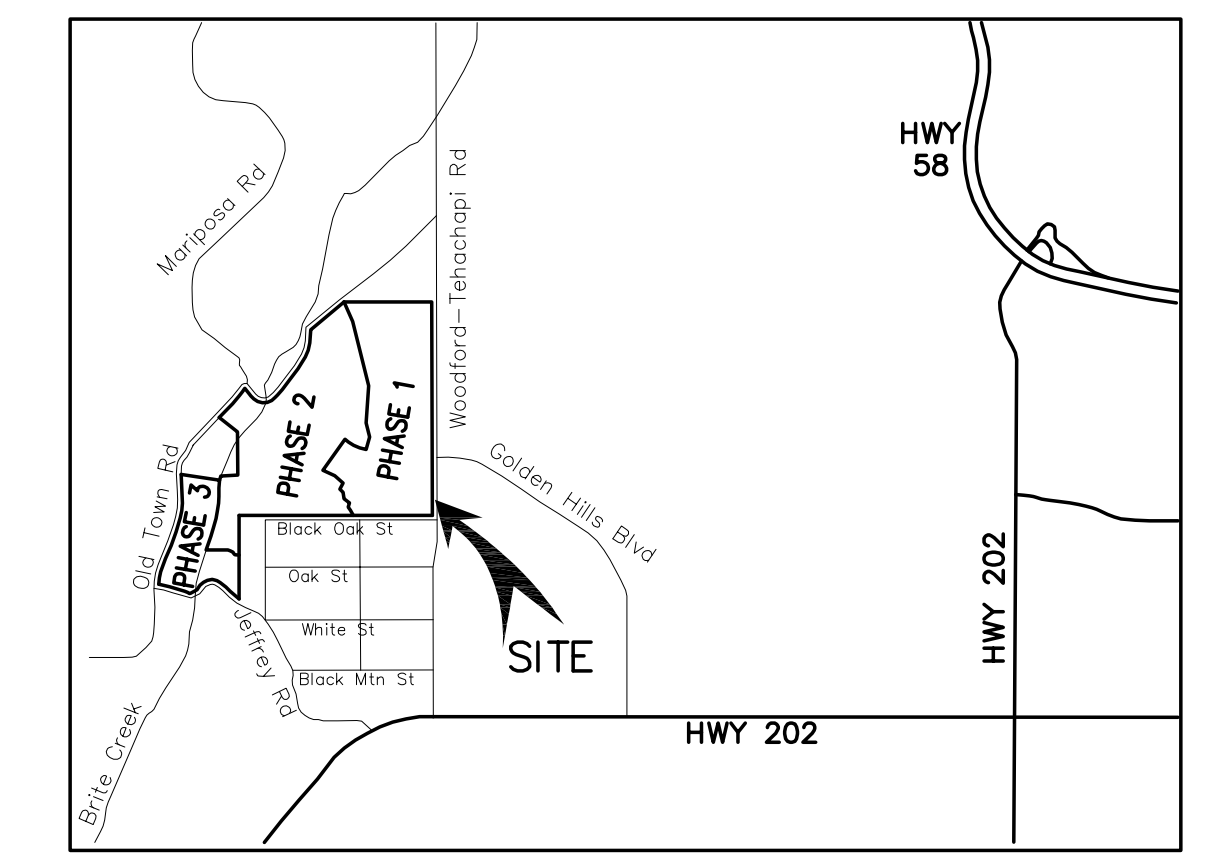 HWY
58
Mariposa Rd
Woodford-Tehachapi Rd
PHASE 1
PHASE 2
PHASE 3
Old Town Rd
Golden Hills Blvd
Black Oak St
Oak St
White St
Black Mtn St
Jeffrey Rd
SITE
HWY 202
HWY 202
Brite Creek